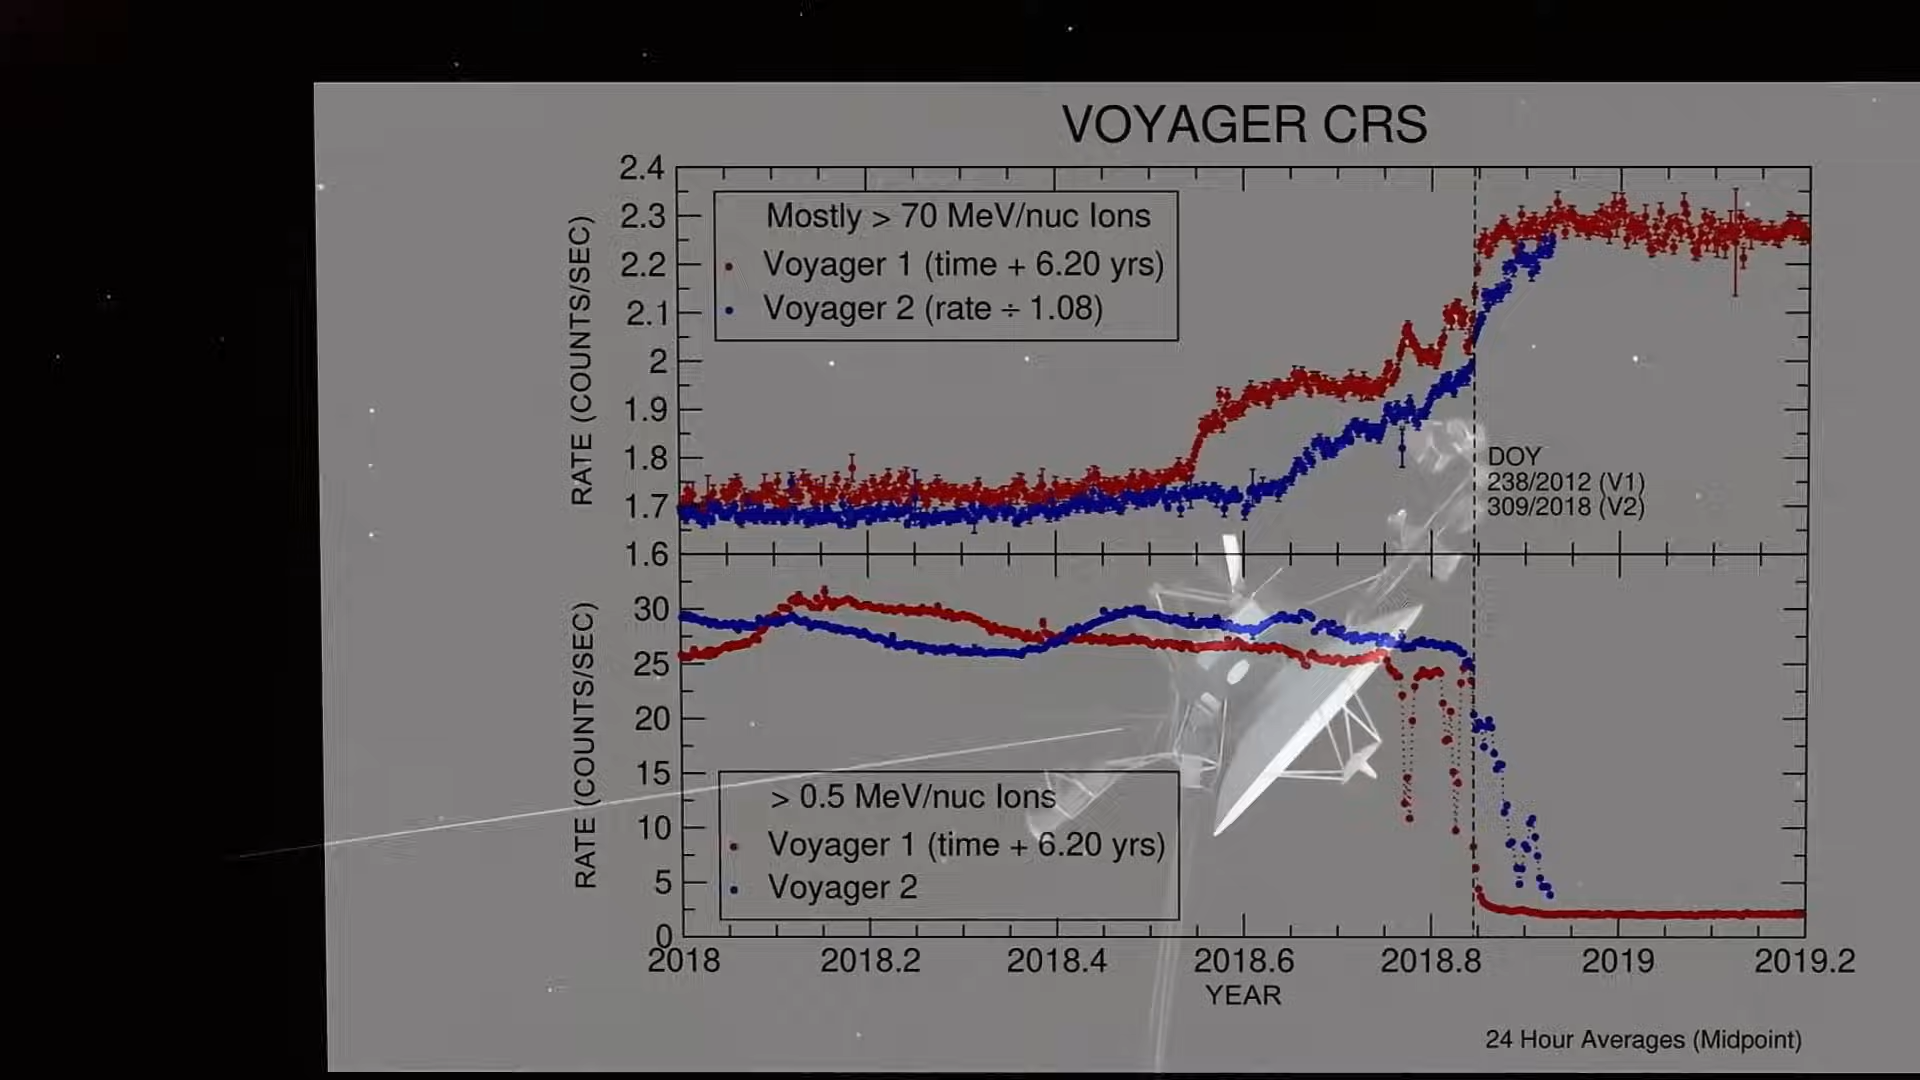 VOYAGER CRS
2.4
2.3
2.2
2.1
2
1.9
1.8
1.7
1.6
RATE (COUNTS/SEC)
Mostly > 70 MeV/nuc Ions
Voyager 1 (time + 6.20 yrs)
Voyager 2 (rate ÷ 1.08)
DOY
238/2012 (V1)
309/2018 (V2)
30
25
20
15
10
5
0
RATE (COUNTS/SEC)
> 0.5 MeV/nuc Ions
Voyager 1 (time + 6.20 yrs)
Voyager 2
2018 2018.2 2018.4 2018.6 2018.8 2019 2019.2
YEAR
24 Hour Averages (Midpoint)